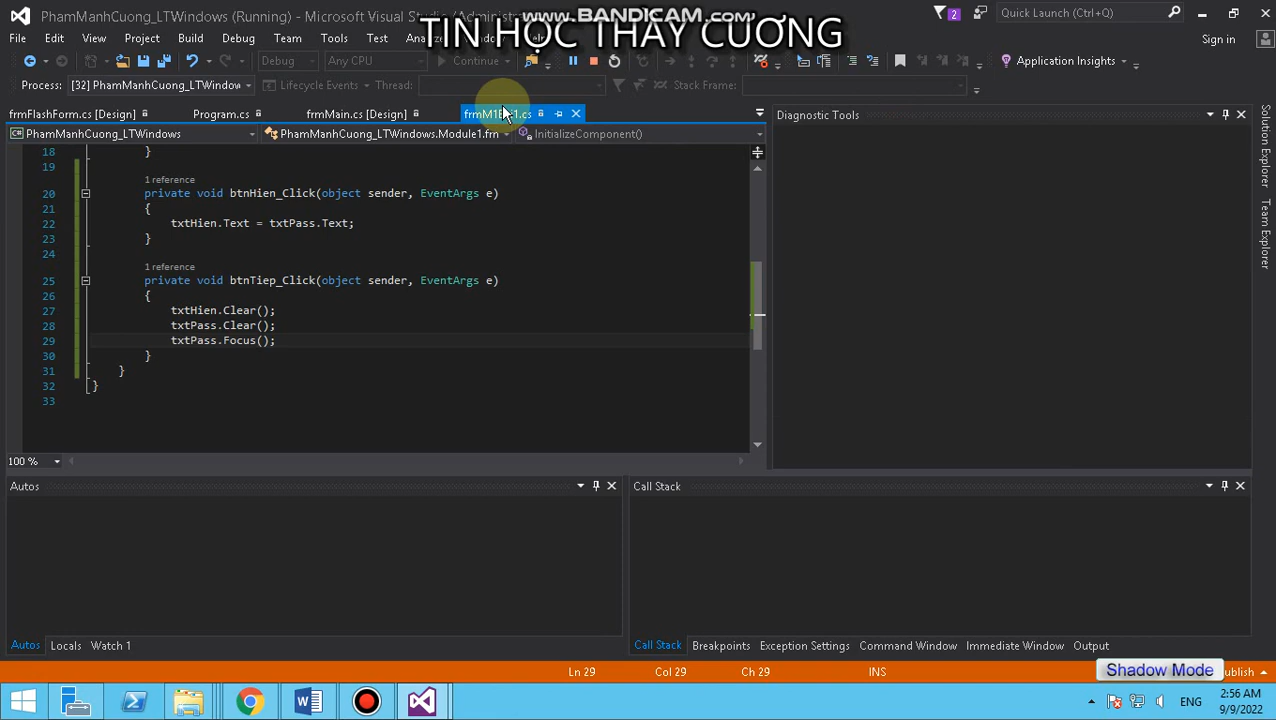 PhamManhCuong_LTWindows (Running) - Microsoft Visual Studio /Admin
www.BANDICAM.com
2
Quick Launch (Ctrl+Q)
TIN HỌC THẦY CƯƠNG
File Edit View Project Build Debug Team Tools Test
Sign in
Debug Any CPU Continue Application Insights
Process: [32] PhamManhCuong_LTWindow Lifecycle Events Thread: Stack Frame:
frmFlashForm.cs [Design] Program.cs frmMain.cs [Design]
Diagnostic Tools
PhamManhCuong_LTWindows PhamManhCuong_LTWindows.Module1.frm InitializeComponent()
Solution Explorer
Team Explorer
18 }
19
1 reference
20 private void btnHien_Click(object sender, EventArgs e)
21 {
22 txtHien.Text = txtPass.Text;
23 }
24
1 reference
25 private void btnTiep_Click(object sender, EventArgs e)
26 {
27 txtHien.Clear();
28 txtPass.Clear();
29 txtPass.Focus();
30 }
31 }
32 }
33
100 %
Autos
Call Stack
Autos Locals Watch 1
Call Stack Breakpoints Exception Settings Command Window Immediate Window Output
Ln 29 Col 29 Ch 29 INS
Shadow Mode
ublish
ENG
2:56 AM
9/9/2022